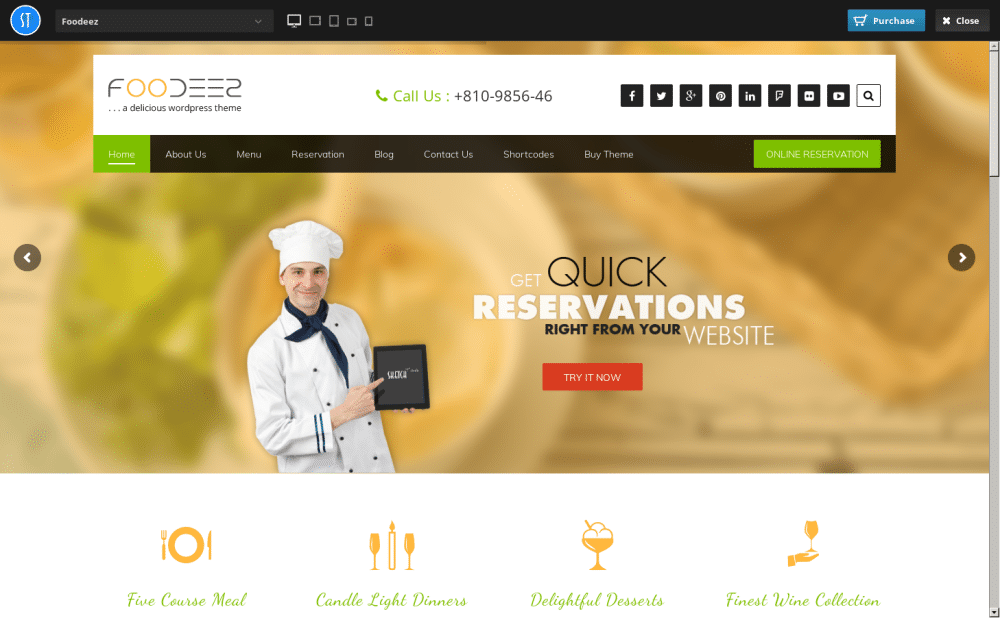 ST
Foodeez
Purchase
Close
FOODEEZ
... a delicious wordpress theme
Call Us : +810-9856-46
Home About Us Menu Reservation Blog Contact Us Shortcodes Buy Theme
ONLINE RESERVATION
GET QUICK
RESERVATIONS
RIGHT FROM YOUR WEBSITE
SKETCH
TRY IT NOW
Five Course Meal
Candle Light Dinners
Delightful Desserts
Finest Wine Collection